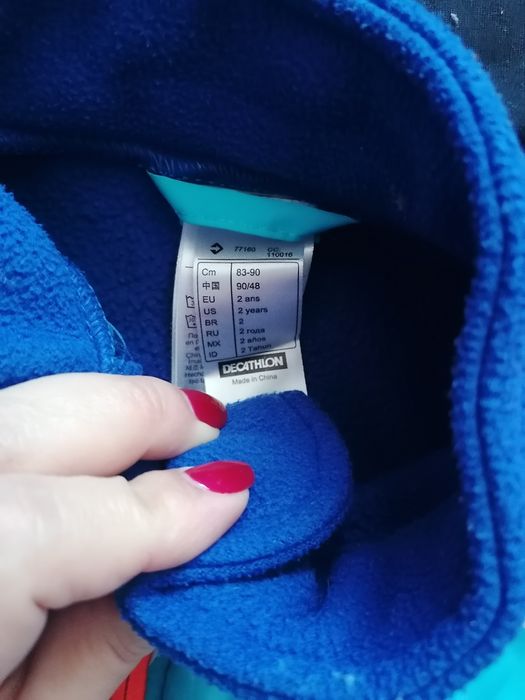 77160 CC: 110016
Cm 83-90
中国 90/48
EU 2 ans
US 2 years
BR 2
RU 2 года
MX 2 años
ID 2 Tahun
DECATHLON
Made in China